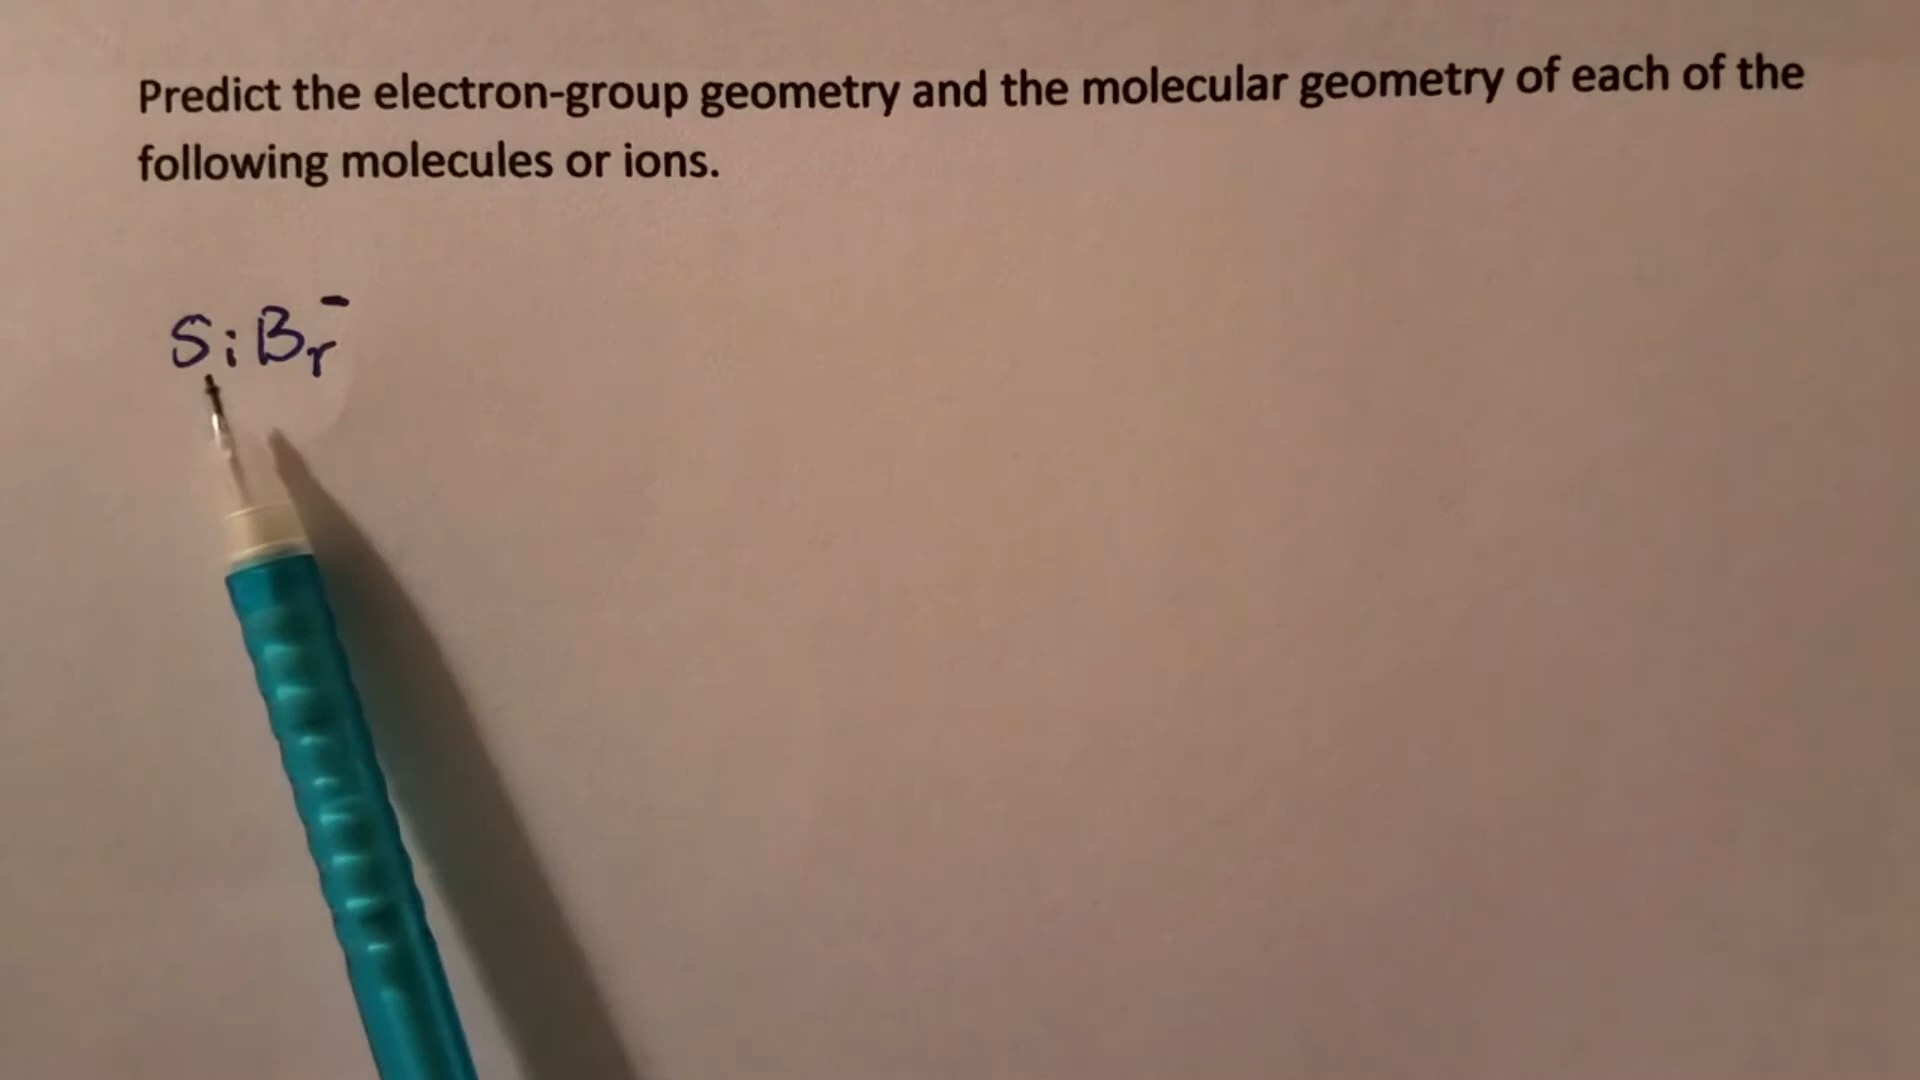 Predict the electron-group geometry and the molecular geometry of each of the
following molecules or ions.
SiBr⁻